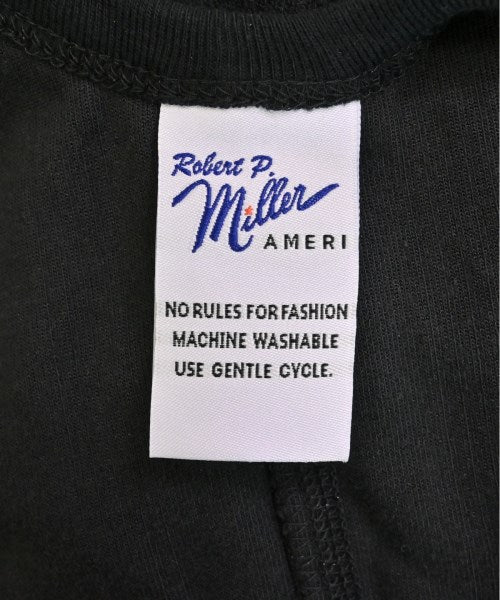 Robert P.
Miller
AMERI
NO RULES FOR FASHION
MACHINE WASHABLE
USE GENTLE CYCLE.